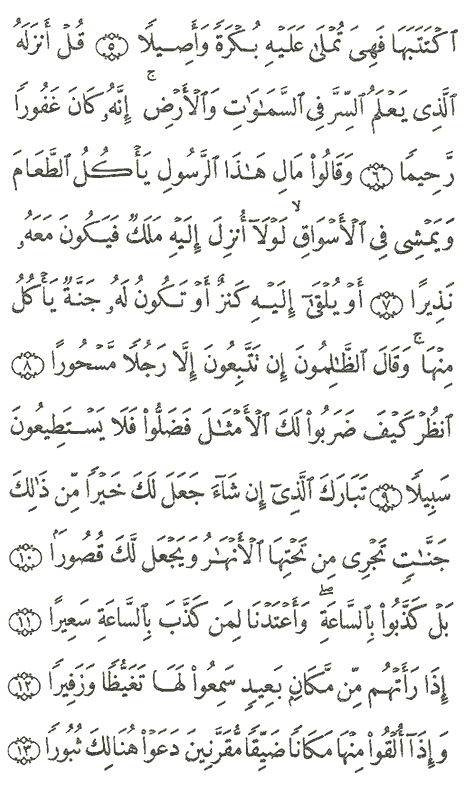 ٱكْتَتَبَهَا فَهِىَ تُمْلَىٰ عَلَيْهِ بُكْرَةً وَأَصِيلًا ۝٥ قُلْ أَنزَلَهُ
ٱلَّذِى يَعْلَمُ ٱلسِّرَّ فِى ٱلسَّمَـٰوَٰتِ وَٱلْأَرْضِ ۚ إِنَّهُۥ كَانَ غَفُورًا
رَّحِيمًا ۝٦ وَقَالُوا۟ مَالِ هَـٰذَا ٱلرَّسُولِ يَأْكُلُ ٱلطَّعَامَ
وَيَمْشِى فِى ٱلْأَسْوَاقِ ۙ لَوْلَآ أُنزِلَ إِلَيْهِ مَلَكٌ فَيَكُونَ مَعَهُۥ
نَذِيرًا ۝٧ أَوْ يُلْقَىٰٓ إِلَيْهِ كَنزٌ أَوْ تَكُونُ لَهُۥ جَنَّةٌ يَأْكُلُ
مِنْهَا ۚ وَقَالَ ٱلظَّـٰلِمُونَ إِن تَتَّبِعُونَ إِلَّا رَجُلًا مَّسْحُورًا ۝٨
ٱنظُرْ كَيْفَ ضَرَبُوا۟ لَكَ ٱلْأَمْثَـٰلَ فَضَلُّوا۟ فَلَا يَسْتَطِيعُونَ
سَبِيلًا ۝٩ تَبَارَكَ ٱلَّذِىٓ إِن شَآءَ جَعَلَ لَكَ خَيْرًا مِّن ذَٰلِكَ
جَنَّـٰتٍ تَجْرِى مِن تَحْتِهَا ٱلْأَنْهَـٰرُ وَيَجْعَل لَّكَ قُصُورًۢا ۝١٠
بَلْ كَذَّبُوا۟ بِٱلسَّاعَةِ ۖ وَأَعْتَدْنَا لِمَن كَذَّبَ بِٱلسَّاعَةِ سَعِيرًا ۝١١
إِذَا رَأَتْهُم مِّن مَّكَانٍۭ بَعِيدٍ سَمِعُوا۟ لَهَا تَغَيُّظًا وَزَفِيرًا ۝١٢
وَإِذَآ أُلْقُوا۟ مِنْهَا مَكَانًا ضَيِّقًا مُّقَرَّنِينَ دَعَوْا۟ هُنَالِكَ ثُبُورًا ۝١٣